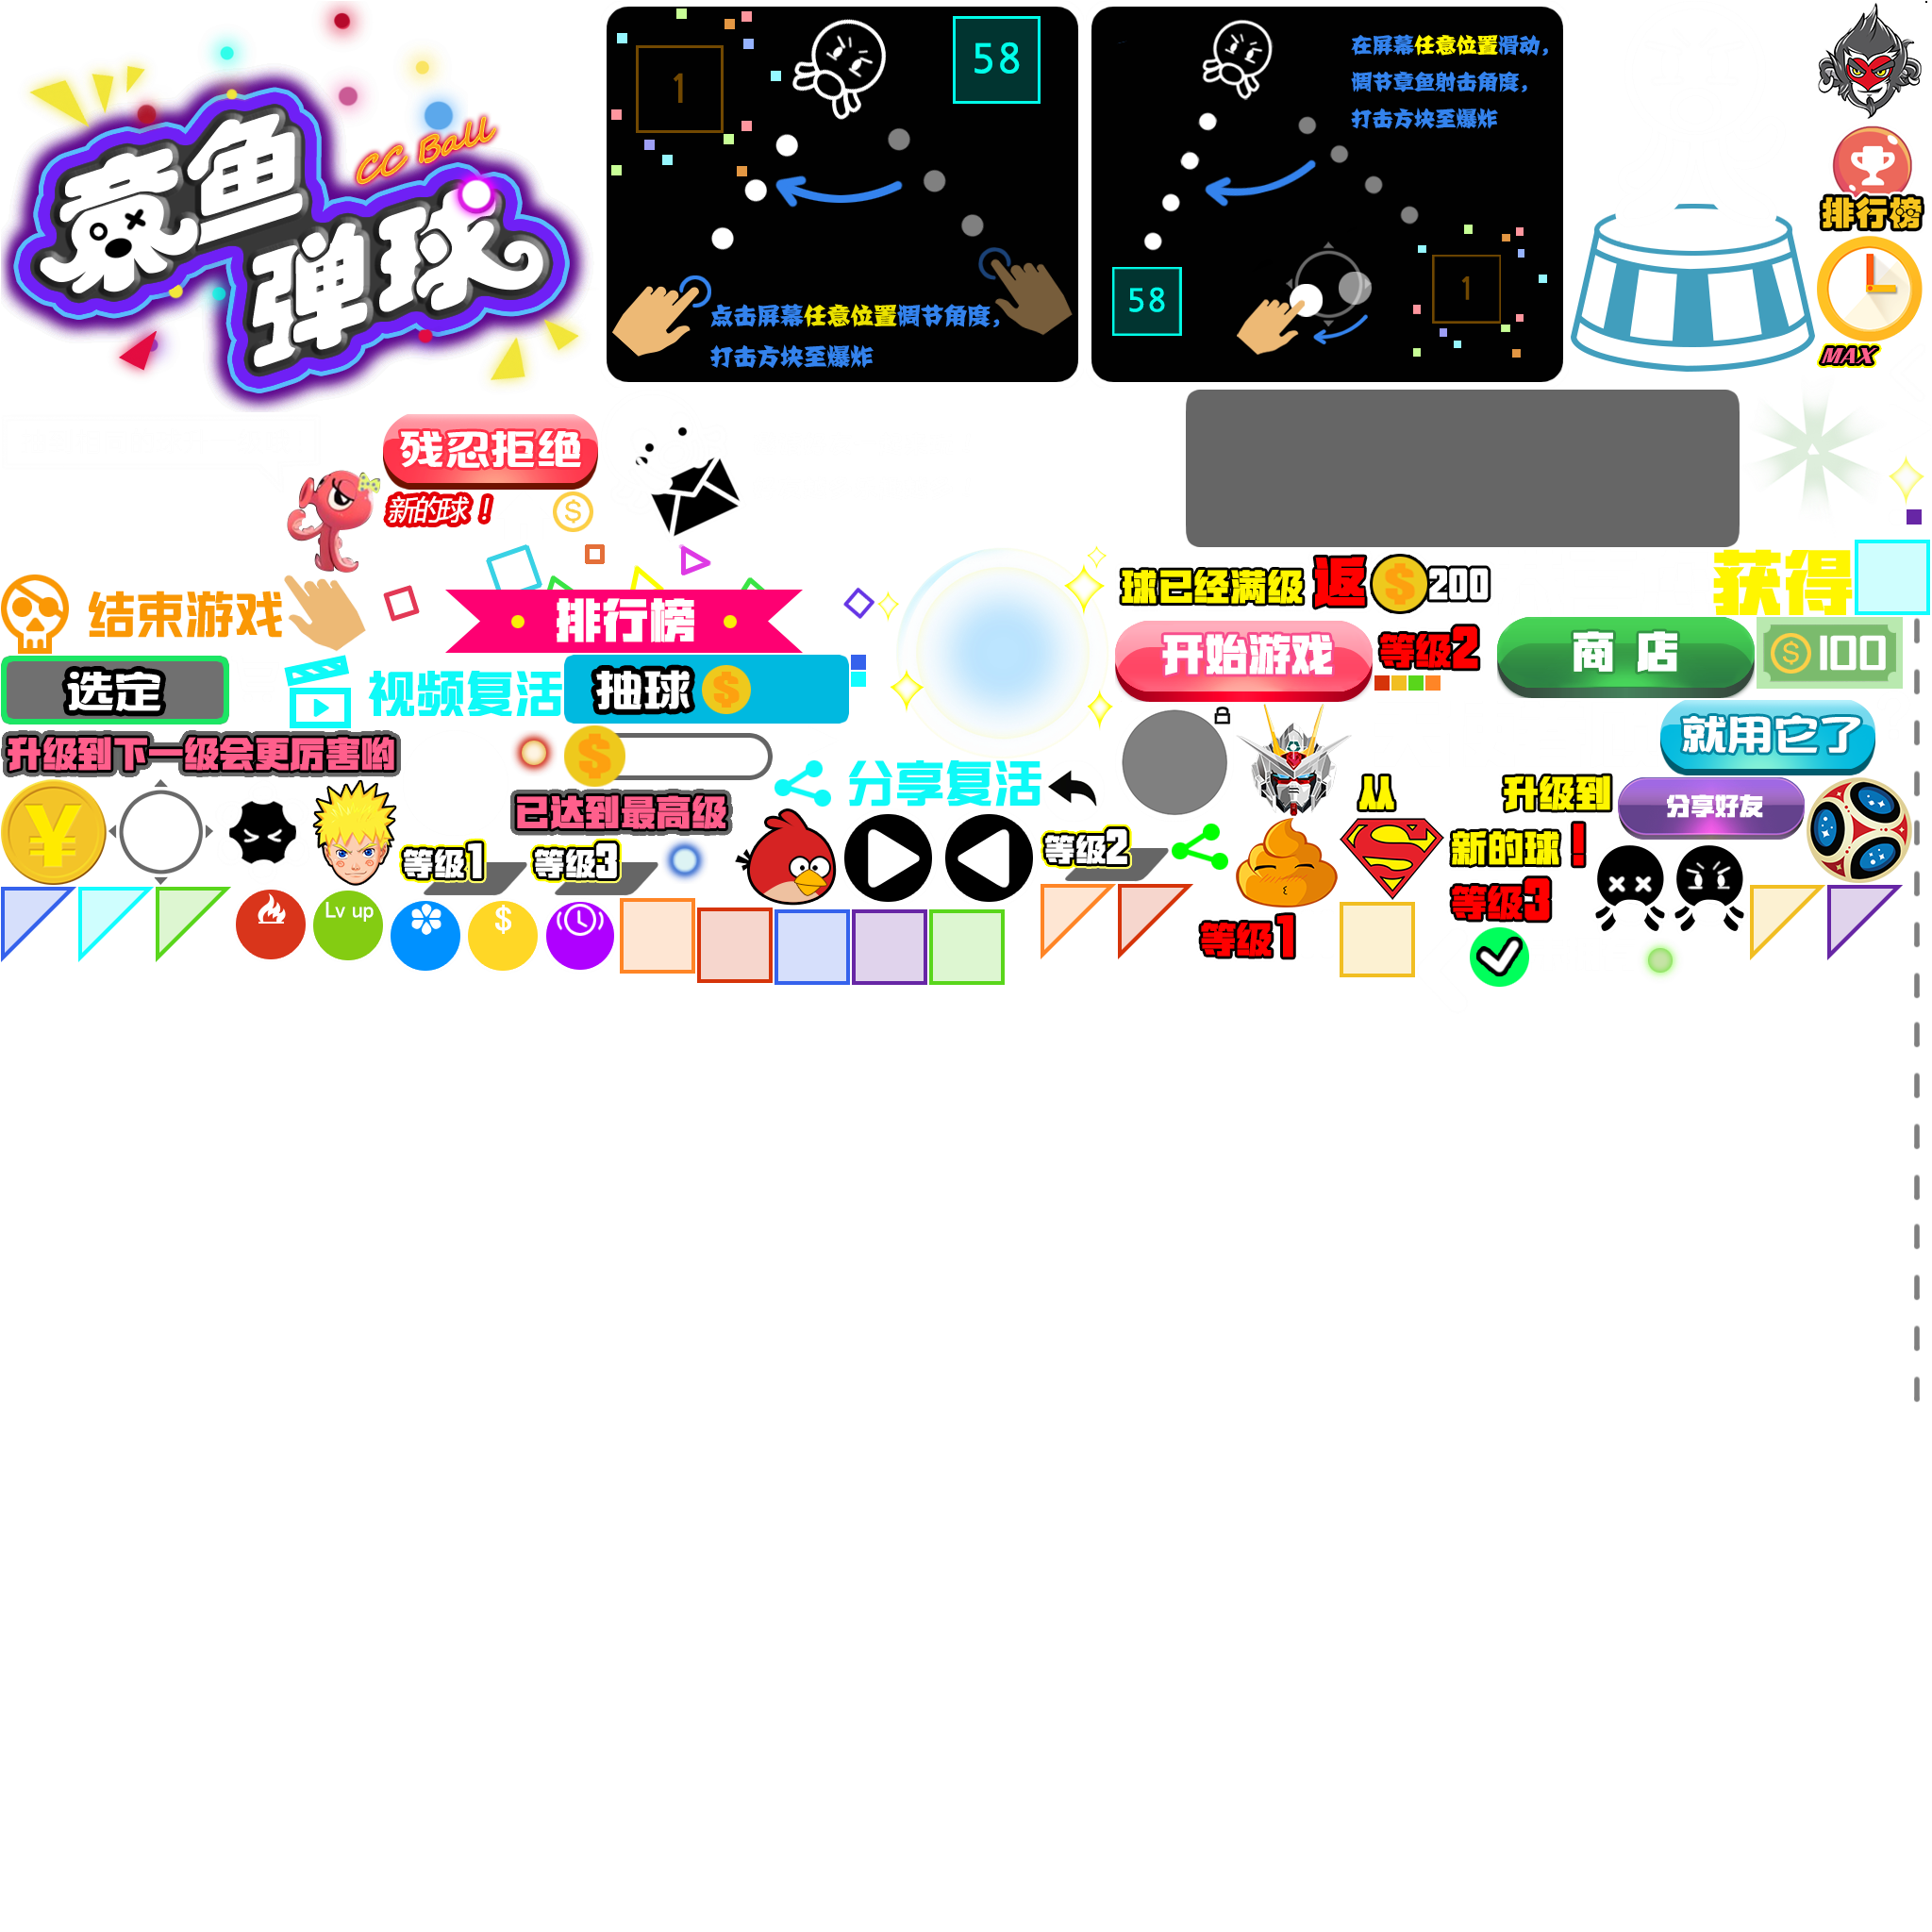 章鱼
弹球
CC Ball
1
58
点击屏幕任意位置调节角度，
打击方块至爆炸
在屏幕任意位置滑动，
调节章鱼射击角度，
打击方块至爆炸
58
1
排行榜
MAX
残忍拒绝
新的球！
结束游戏
排行榜
球已经满级返$200
获得
开始游戏
等级2
商 店
$100
选定
视频复活
抽球$
就用它了
升级到下一级会更厉害哟
$
分享复活
已达到最高级
从
升级到
分享好友
¥
等级1
等级3
等级2
新的球！
等级3
Lv up
$
等级1